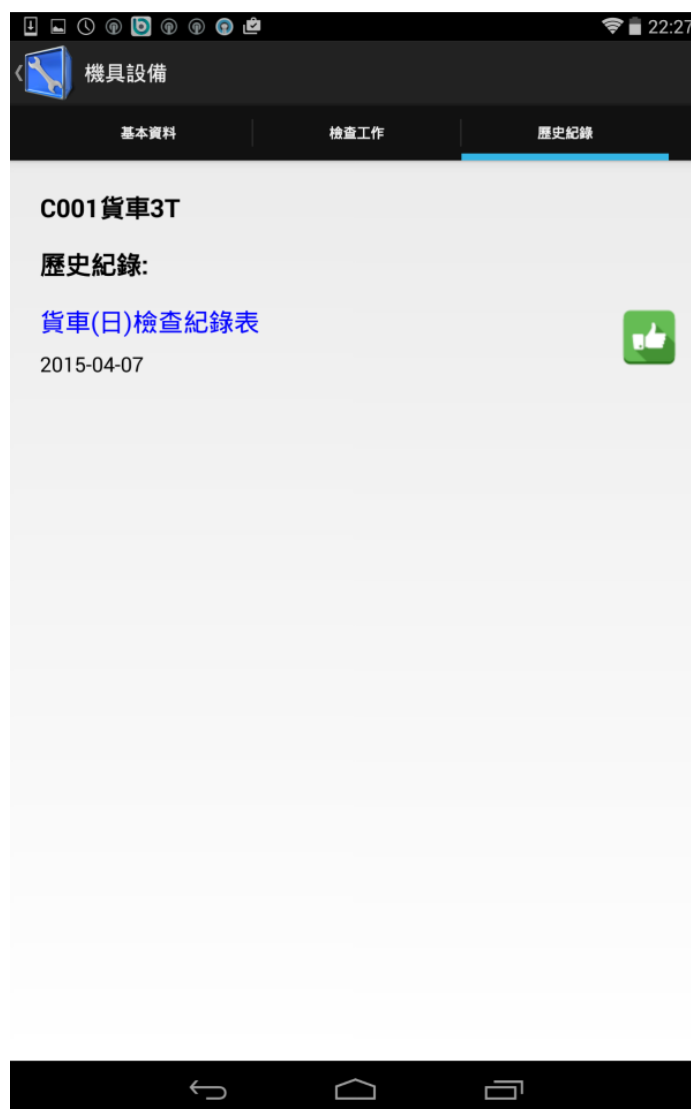 22:27
機具設備
基本資料
檢查工作
歷史紀錄
C001貨車3T
歷史紀錄:
貨車(日)檢查紀錄表
2015-04-07